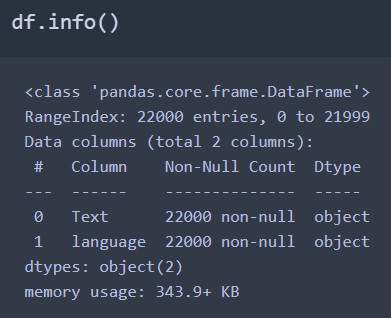 df.info()
<class 'pandas.core.frame.DataFrame'>
RangeIndex: 22000 entries, 0 to 21999
Data columns (total 2 columns):
 #   Column    Non-Null Count  Dtype
---  ------    --------------  -----
 0   Text      22000 non-null  object
 1   language  22000 non-null  object
dtypes: object(2)
memory usage: 343.9+ KB